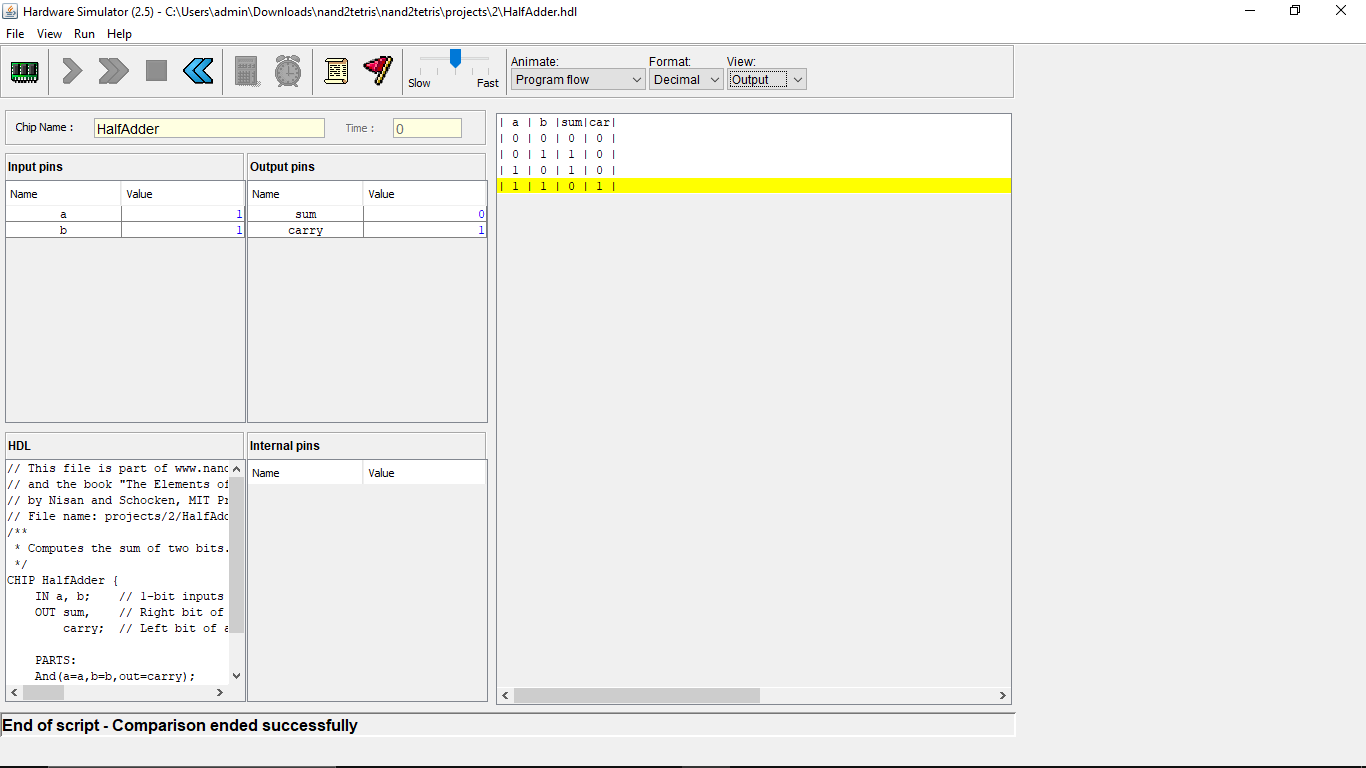 Hardware Simulator (2.5) - C:\Users\admin\Downloads\nand2tetris\nand2tetris\projects\2\HalfAdder.hdl
File View Run Help
Slow Fast
Animate: Format: View:
Program flow Decimal Output
Chip Name : HalfAdder Time : 0
Input pins
Name Value
a 1
b 1
Output pins
Name Value
sum 0
carry 1
| a | b |sum|car|
| 0 | 0 | 0 | 0 |
| 0 | 1 | 1 | 0 |
| 1 | 0 | 1 | 0 |
| 1 | 1 | 0 | 1 |
HDL
// This file is part of www.nand
// and the book "The Elements of
// by Nisan and Schocken, MIT Pr
// File name: projects/2/HalfAdd
/**
* Computes the sum of two bits.
*/
CHIP HalfAdder {
IN a, b; // 1-bit inputs
OUT sum, // Right bit of
carry; // Left bit of a
PARTS:
And(a=a,b=b,out=carry);
Internal pins
Name Value
End of script - Comparison ended successfully